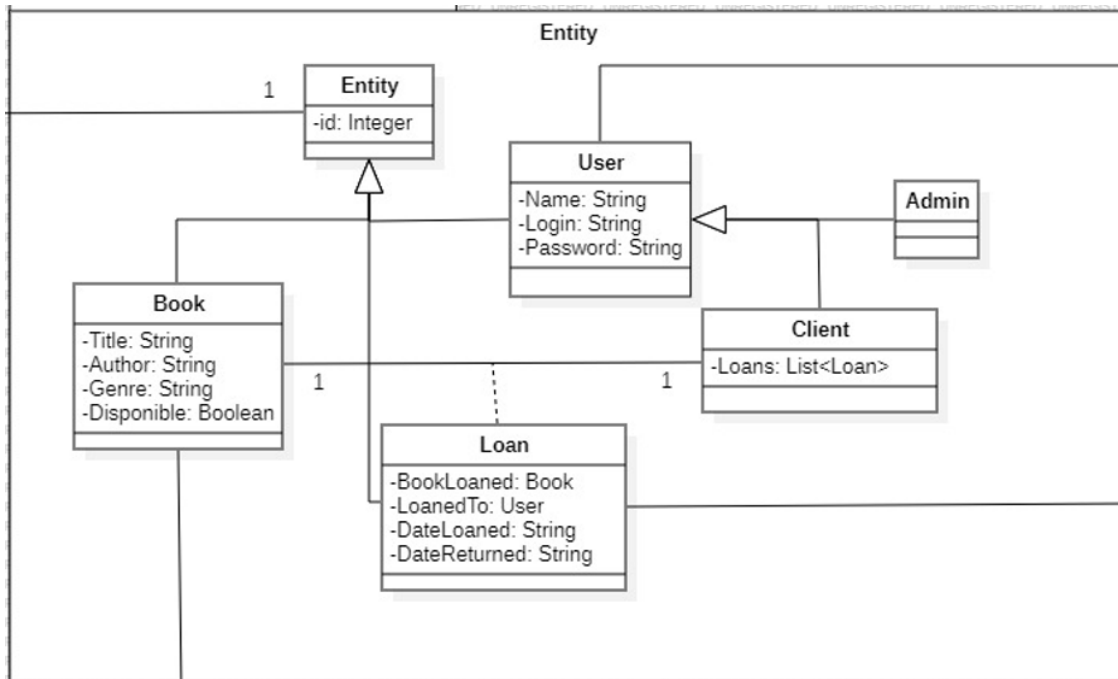 Entity
Entity
-id: Integer
1
User
-Name: String
-Login: String
-Password: String
Admin
Book
-Title: String
-Author: String
-Genre: String
-Disponible: Boolean
1
1
Client
-Loans: List<Loan>
Loan
-BookLoaned: Book
-LoanedTo: User
-DateLoaned: String
-DateReturned: String